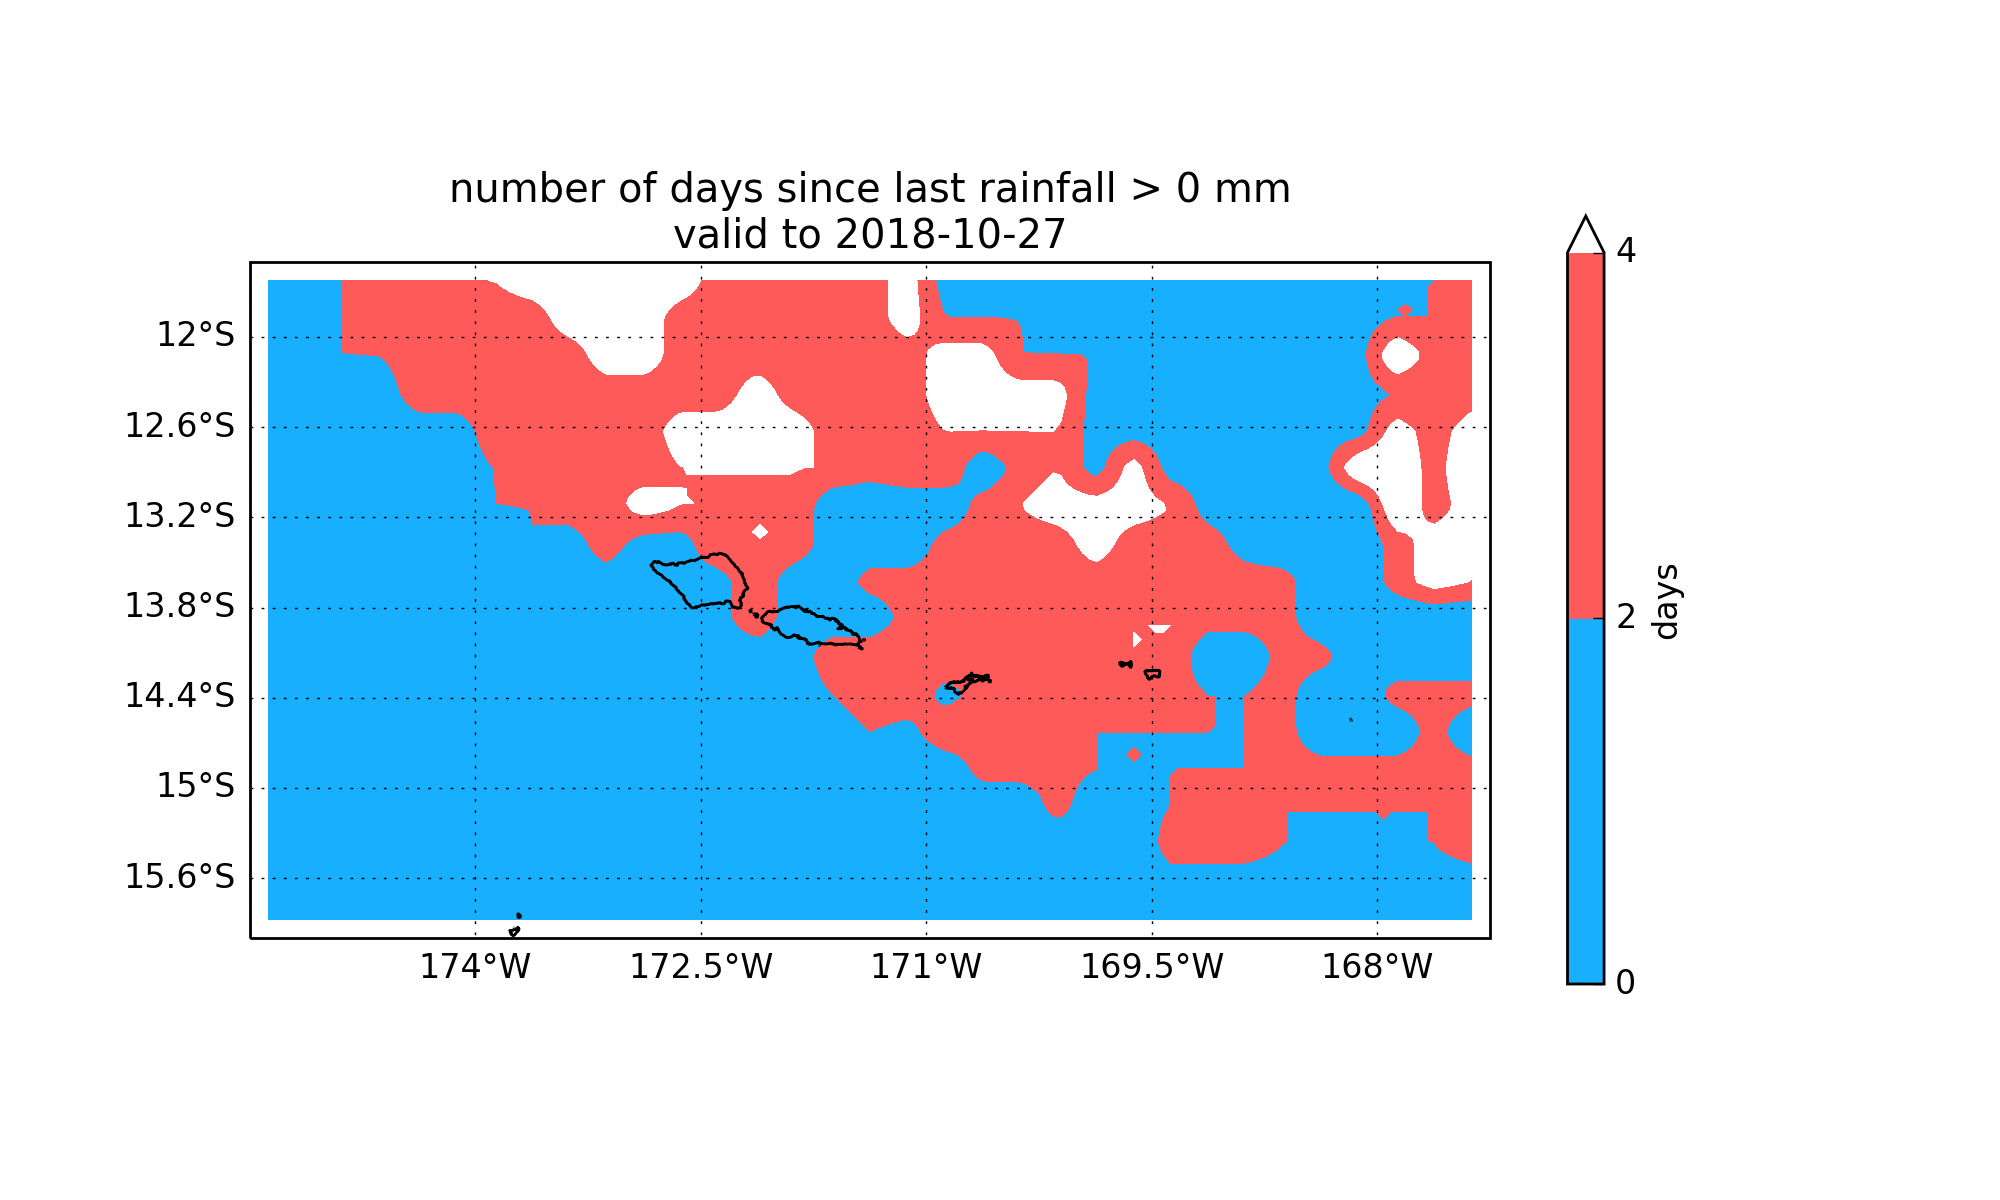 number of days since last rainfall > 0 mm
valid to 2018-10-27
12°S
12.6°S
13.2°S
13.8°S
14.4°S
15°S
15.6°S
174°W 172.5°W 171°W 169.5°W 168°W
4
2
0
days